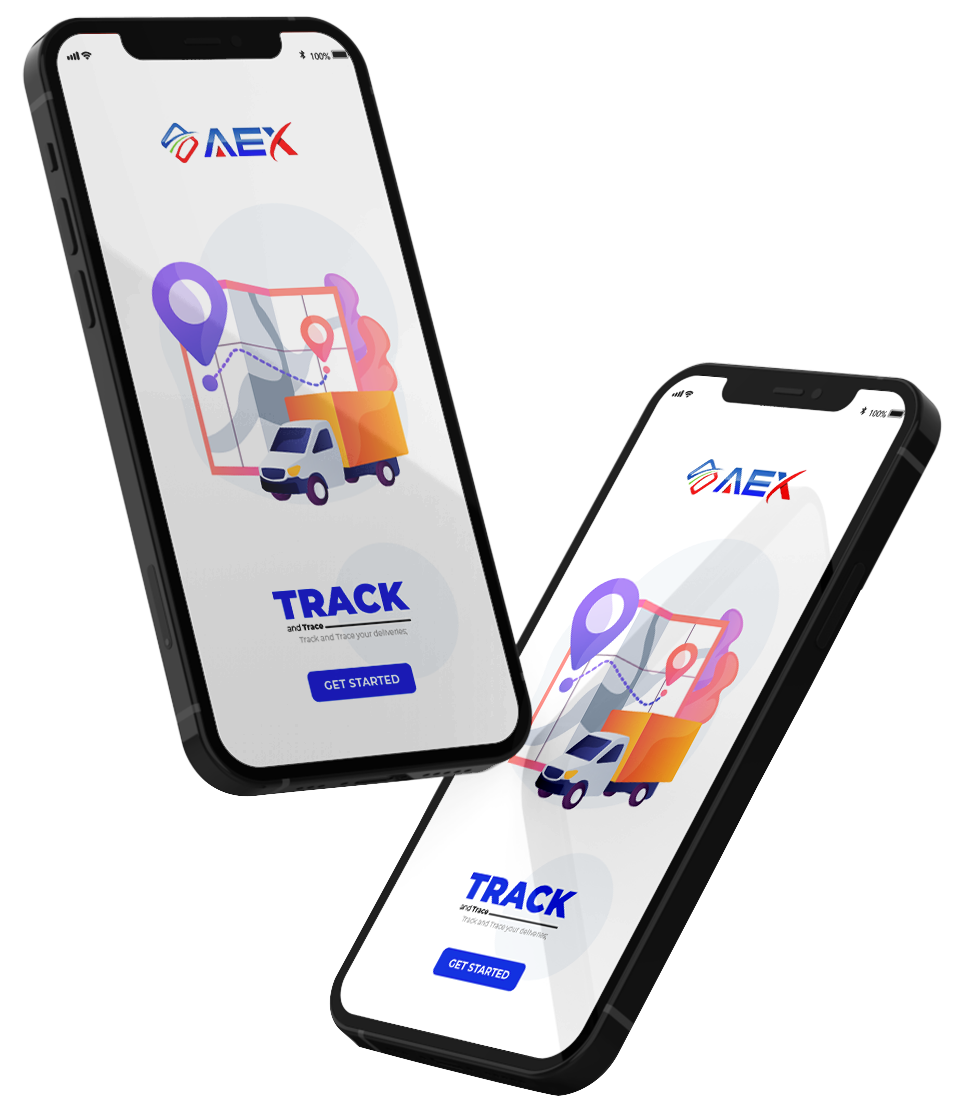 100%
AEX
TRACK
and Trace
Track and Trace your deliveries,
GET STARTED
100%
AEX
TRACK
and Trace
Track and Trace your deliveries,
GET STARTED